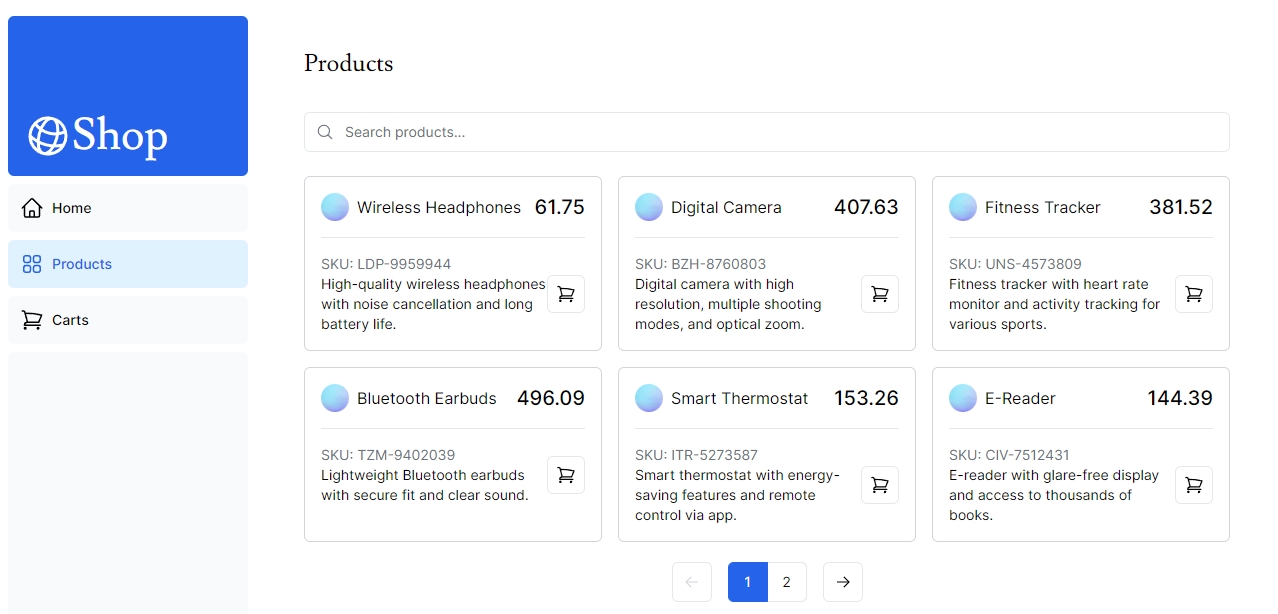 Shop
Home
Products
Carts
Products
Search products...
Wireless Headphones 61.75
SKU: LDP-9959944
High-quality wireless headphones
with noise cancellation and long
battery life.
Digital Camera 407.63
SKU: BZH-8760803
Digital camera with high
resolution, multiple shooting
modes, and optical zoom.
Fitness Tracker 381.52
SKU: UNS-4573809
Fitness tracker with heart rate
monitor and activity tracking for
various sports.
Bluetooth Earbuds 496.09
SKU: TZM-9402039
Lightweight Bluetooth earbuds
with secure fit and clear sound.
Smart Thermostat 153.26
SKU: ITR-5273587
Smart thermostat with energy-
saving features and remote
control via app.
E-Reader 144.39
SKU: CIV-7512431
E-reader with glare-free display
and access to thousands of
books.
1 2